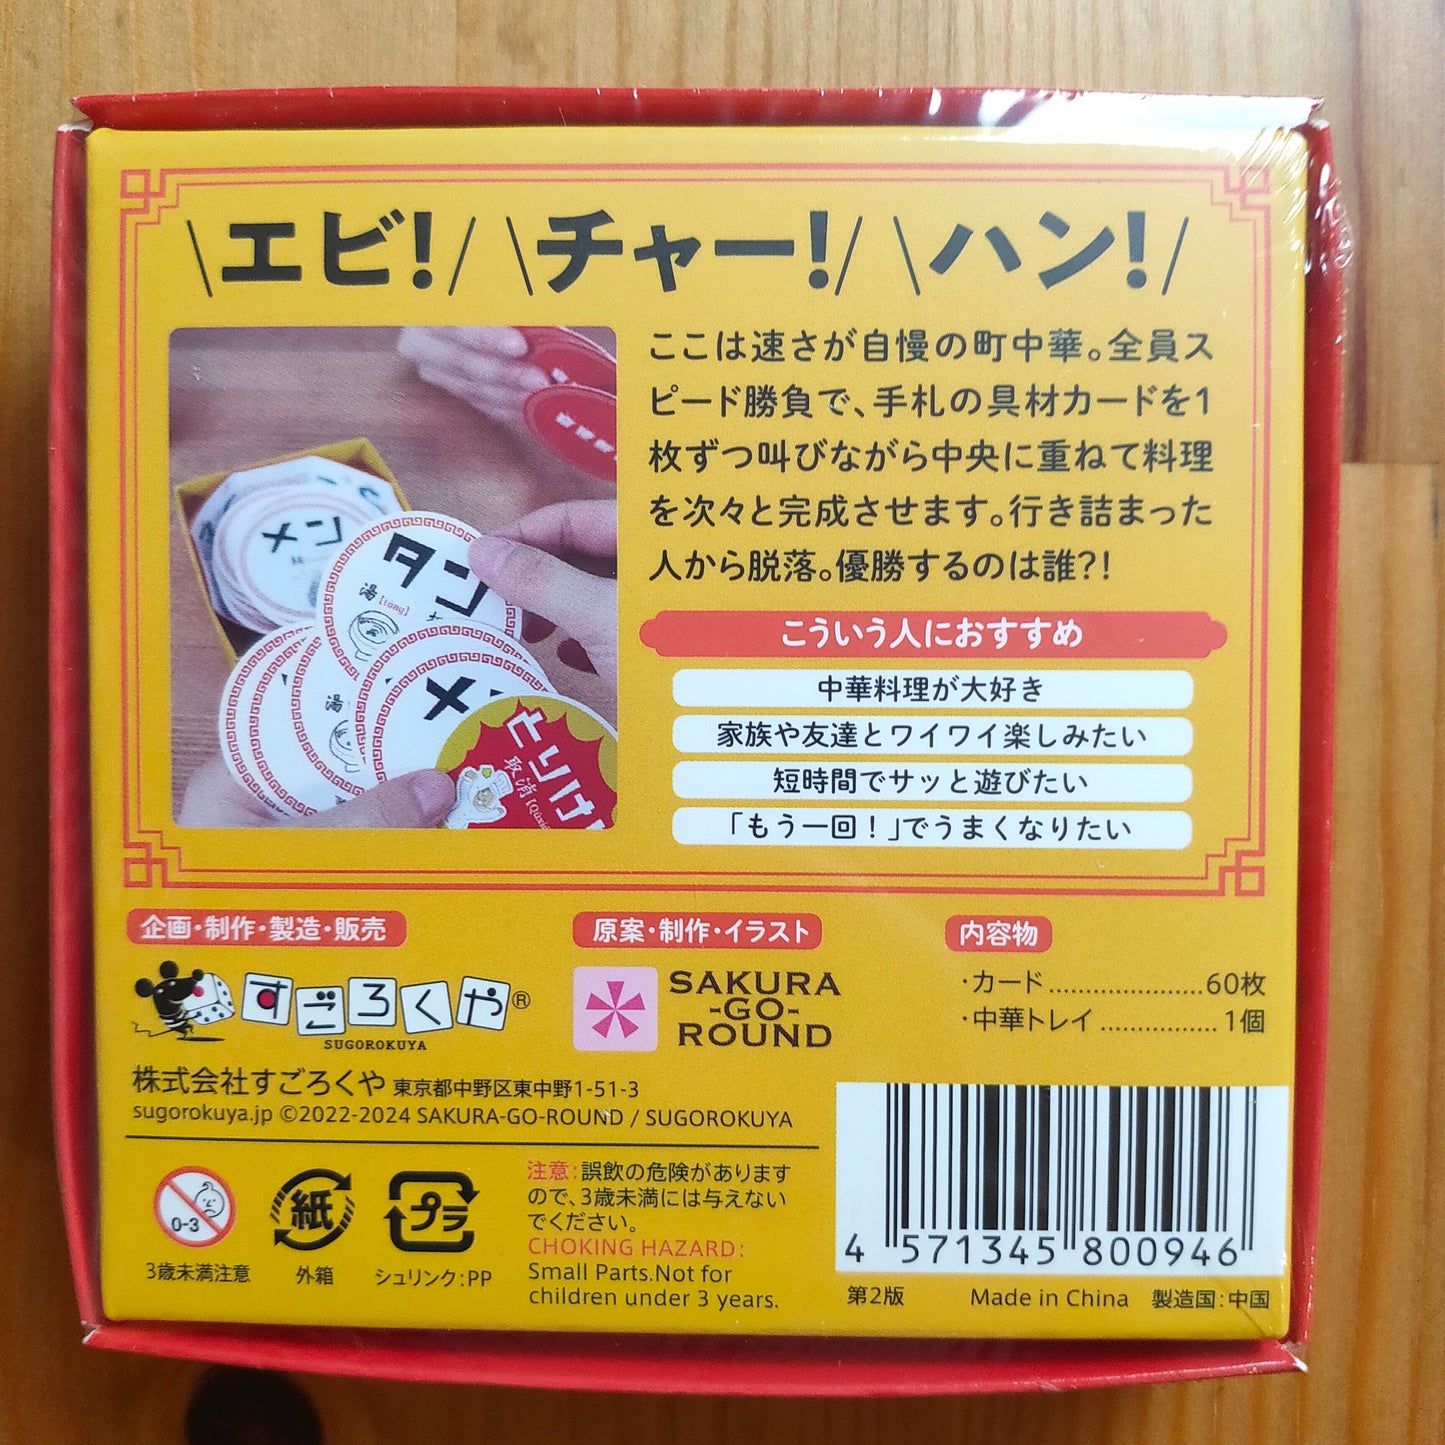 \エビ!/ \チャー!/ \ハン!/
ここは速さが自慢の町中華。全員ス
ピード勝負で、手札の具材カードを1
枚ずつ叫びながら中央に重ねて料理
を次々と完成させます。行き詰まった
人から脱落。優勝するのは誰?!
メン
タン
湯[tang]
湯
メン
とりけし
取消
こういう人におすすめ
中華料理が大好き
家族や友達とワイワイ楽しみたい
短時間でサッと遊びたい
「もう一回!」でうまくなりたい
企画・制作・製造・販売
すごろくや®
SUGOROKUYA
株式会社すごろくや 東京都中野区東中野1-51-3
sugorokuya.jp ©2022-2024 SAKURA-GO-ROUND / SUGOROKUYA
原案・制作・イラスト
SAKURA
-GO-
ROUND
内容物
・カード.....................60枚
・中華トレイ................1個
0-3
3歳未満注意
紙
外箱
プラ
シュリンク:PP
注意:誤飲の危険があります
ので、3歳未満には与えない
でください。
CHOKING HAZARD:
Small Parts.Not for
children under 3 years.
4 571345 800946
第2版 Made in China 製造国:中国